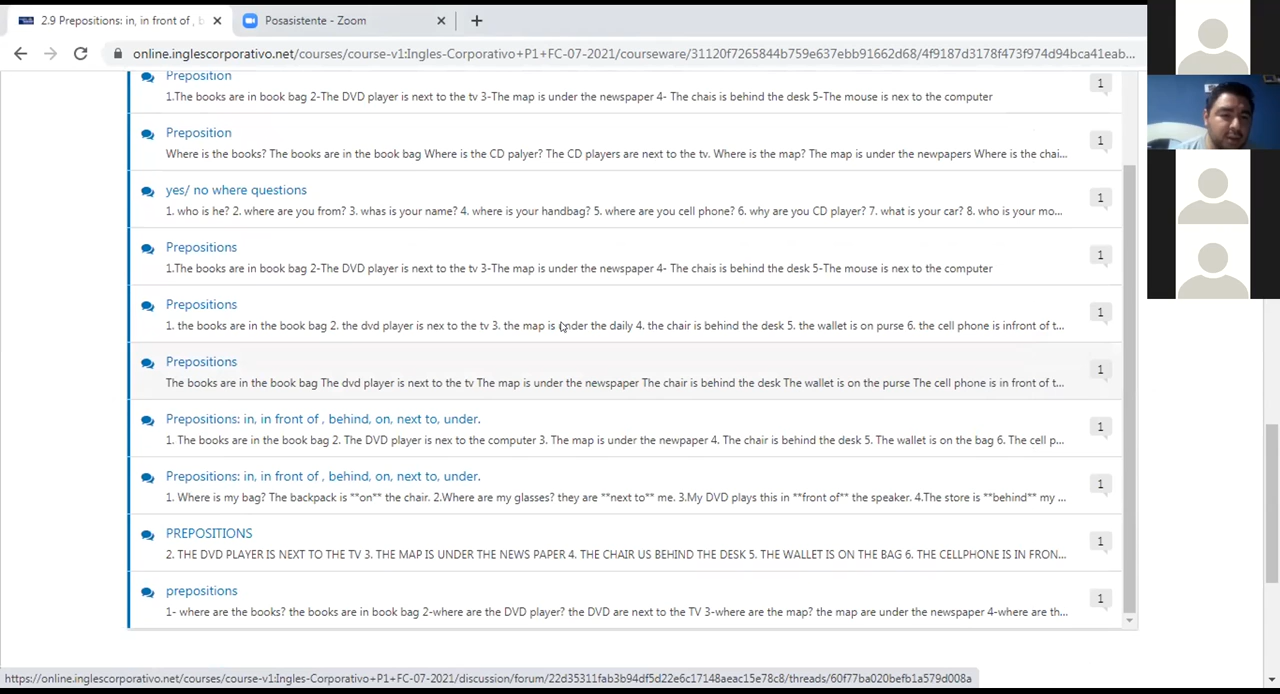 2.9 Prepositions: in, in front of , b
Posasistente - Zoom
online.inglescorporativo.net/courses/course-v1:Ingles-Corporativo+P1+FC-07-2021/courseware/31120f7265844b759e637ebb91662d68/4f9187d3178f473f974d94bca41eab...
Preposition
1
1.The books are in book bag 2-The DVD player is next to the tv 3-The map is under the newspaper 4- The chais is behind the desk 5-The mouse is nex to the computer
Preposition
1
Where is the books? The books are in the book bag Where is the CD palyer? The CD players are next to the tv. Where is the map? The map is under the newpapers Where is the chai...
yes/ no where questions
1
1. who is he? 2. where are you from? 3. whas is your name? 4. where is your handbag? 5. where are you cell phone? 6. why are you CD player? 7. what is your car? 8. who is your mo...
Prepositions
1
1.The books are in book bag 2-The DVD player is next to the tv 3-The map is under the newspaper 4- The chais is behind the desk 5-The mouse is nex to the computer
Prepositions
1
1. the books are in the book bag 2. the dvd player is nex to the tv 3. the map is under the daily 4. the chair is behind the desk 5. the wallet is on purse 6. the cell phone is infront of t...
Prepositions
1
The books are in the book bag The dvd player is next to the tv The map is under the newspaper The chair is behind the desk The wallet is on the purse The cell phone is in front of t...
Prepositions: in, in front of , behind, on, next to, under.
1
1. The books are in the book bag 2. The DVD player is nex to the computer 3. The map is under the newpaper 4. The chair is behind the desk 5. The wallet is on the bag 6. The cell p...
Prepositions: in, in front of , behind, on, next to, under.
1
1. Where is my bag? The backpack is **on** the chair. 2.Where are my glasses? they are **next to** me. 3.My DVD plays this in **front of** the speaker. 4.The store is **behind** my ...
PREPOSITIONS
1
2. THE DVD PLAYER IS NEXT TO THE TV 3. THE MAP IS UNDER THE NEWS PAPER 4. THE CHAIR US BEHIND THE DESK 5. THE WALLET IS ON THE BAG 6. THE CELLPHONE IS IN FRON...
prepositions
1
1- where are the books? the books are in book bag 2-where are the DVD player? the DVD are next to the TV 3-where are the map? the map are under the newspaper 4-where are th...
https://online.inglescorporativo.net/courses/course-v1:Ingles-Corporativo+P1+FC-07-2021/discussion/forum/22d35311fab3b94df5d22e6c17148aeac15e78c8/threads/60f77ba020befb1a579d008a